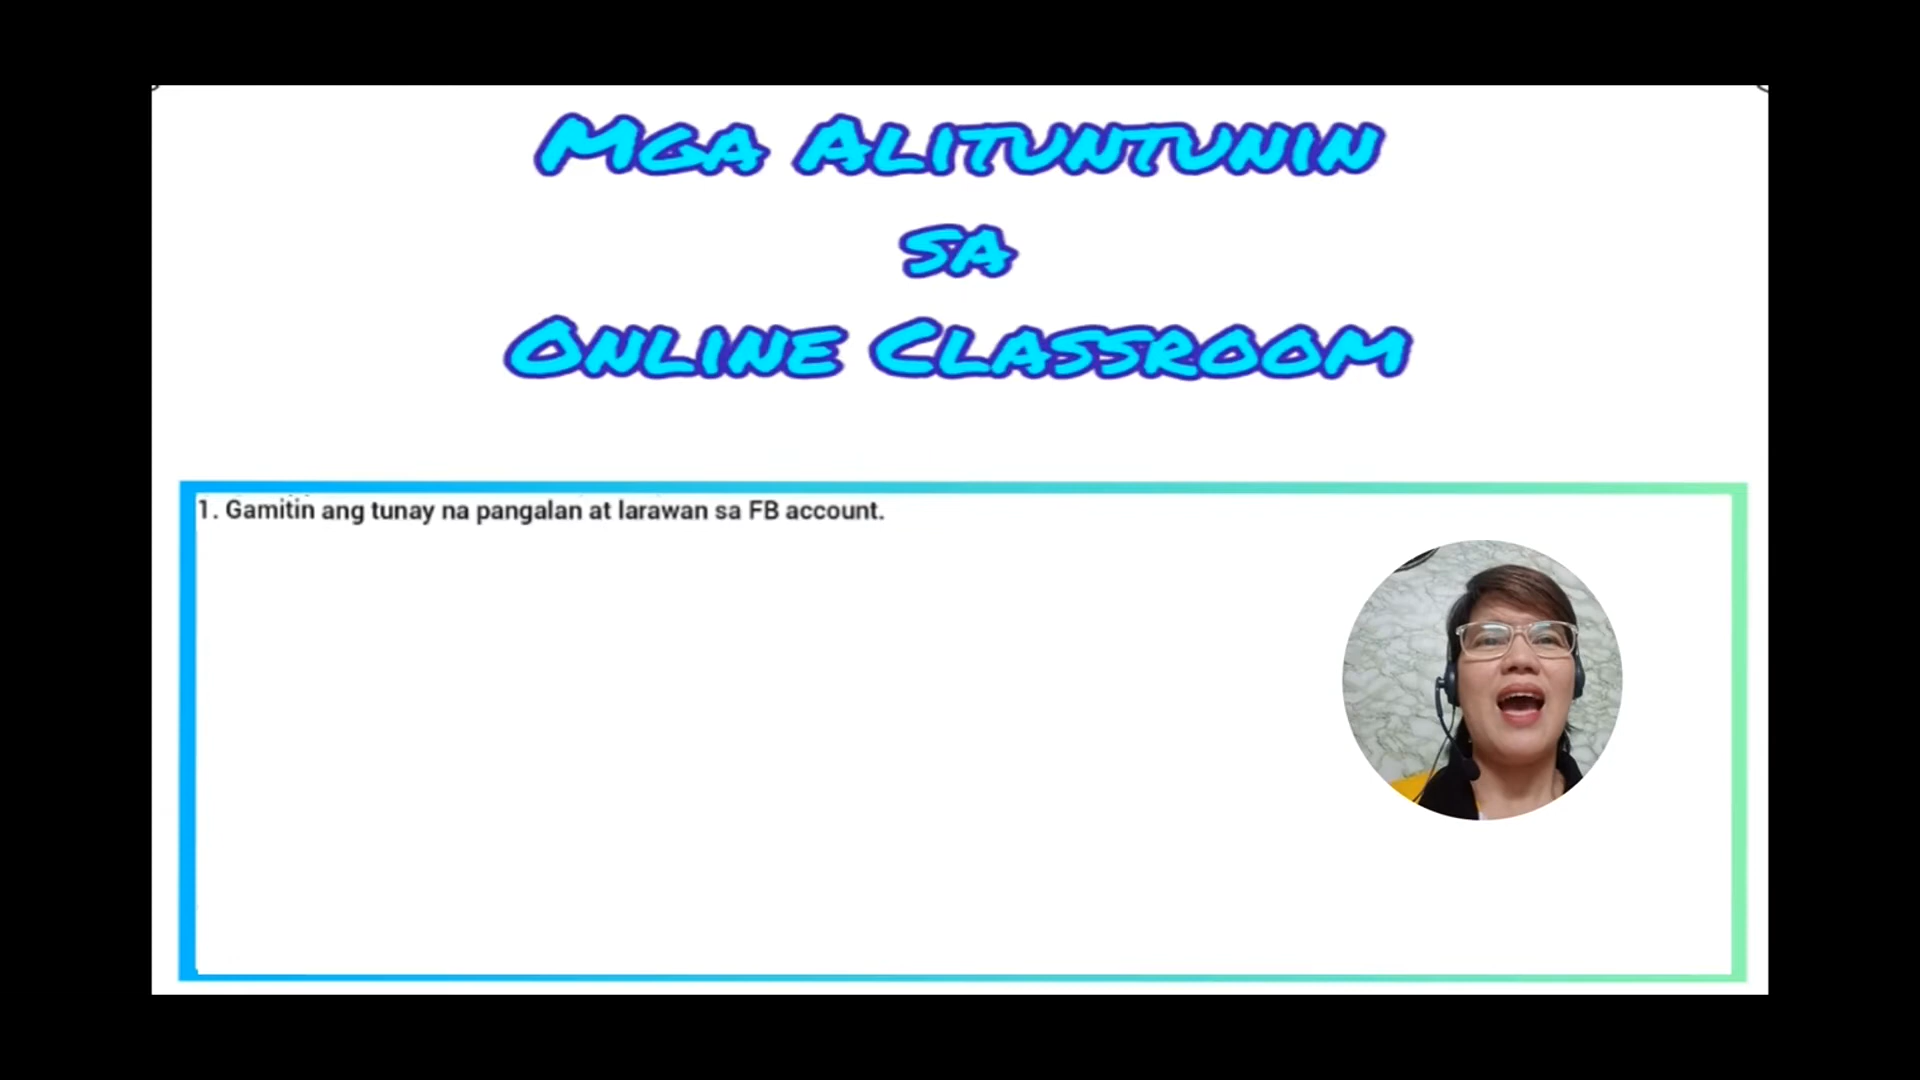 Mga Alituntunin
sa
Online Classroom
1. Gamitin ang tunay na pangalan at larawan sa FB account.